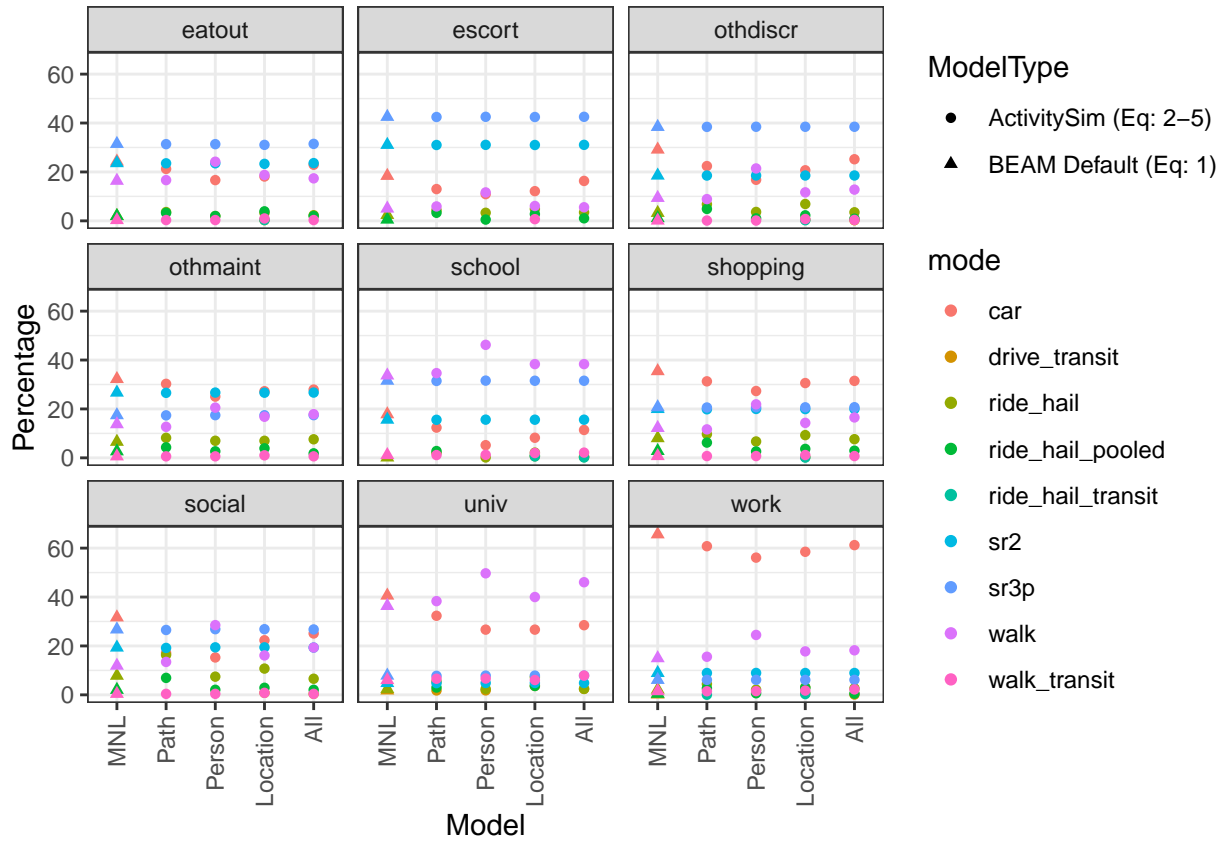 eatout
escort
othdiscr
60
40
20
0
othmaint
school
shopping
60
40
20
0
social
univ
work
60
40
20
0
MNL
Path
Person
Location
All
MNL
Path
Person
Location
All
MNL
Path
Person
Location
All
Model
Percentage
ModelType
ActivitySim (Eq: 2−5)
BEAM Default (Eq: 1)
mode
car
drive_transit
ride_hail
ride_hail_pooled
ride_hail_transit
sr2
sr3p
walk
walk_transit